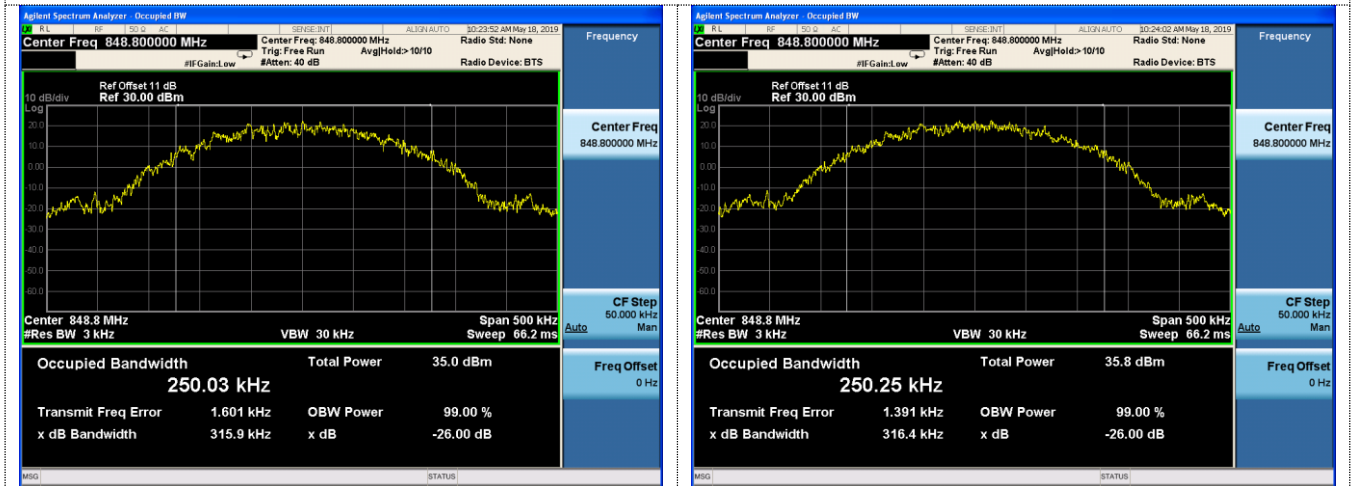 Agilent Spectrum Analyzer - Occupied BW
LXI RL RF 50 Ω AC SENSE:INT ALIGN AUTO 10:23:52 AM May 18, 2019
Center Freq 848.800000 MHz
Center Freq: 848.800000 MHz
Radio Std: None
Trig: Free Run Avg|Hold:> 10/10
#IFGain:Low #Atten: 40 dB Radio Device: BTS
Ref Offset 11 dB
10 dB/div Ref 30.00 dBm
Log
20.0
10.0
0.00
-10.0
-20.0
-30.0
-40.0
-50.0
-60.0
Center 848.8 MHz Span 500 kHz
#Res BW 3 kHz VBW 30 kHz Sweep 66.2 ms
Occupied Bandwidth Total Power 35.0 dBm
250.03 kHz
Transmit Freq Error 1.601 kHz OBW Power 99.00 %
x dB Bandwidth 315.9 kHz x dB -26.00 dB
MSG STATUS
Frequency
Center Freq
848.800000 MHz
CF Step
50.000 kHz
Auto Man
Freq Offset
0 Hz
Agilent Spectrum Analyzer - Occupied BW
LXI RL RF 50 Ω AC SENSE:INT ALIGN AUTO 10:24:02 AM May 18, 2019
Center Freq 848.800000 MHz
Center Freq: 848.800000 MHz
Radio Std: None
Trig: Free Run Avg|Hold:> 10/10
#IFGain:Low #Atten: 40 dB Radio Device: BTS
Ref Offset 11 dB
10 dB/div Ref 30.00 dBm
Log
20.0
10.0
0.00
-10.0
-20.0
-30.0
-40.0
-50.0
-60.0
Center 848.8 MHz Span 500 kHz
#Res BW 3 kHz VBW 30 kHz Sweep 66.2 ms
Occupied Bandwidth Total Power 35.8 dBm
250.25 kHz
Transmit Freq Error 1.391 kHz OBW Power 99.00 %
x dB Bandwidth 316.4 kHz x dB -26.00 dB
MSG STATUS
Frequency
Center Freq
848.800000 MHz
CF Step
50.000 kHz
Auto Man
Freq Offset
0 Hz